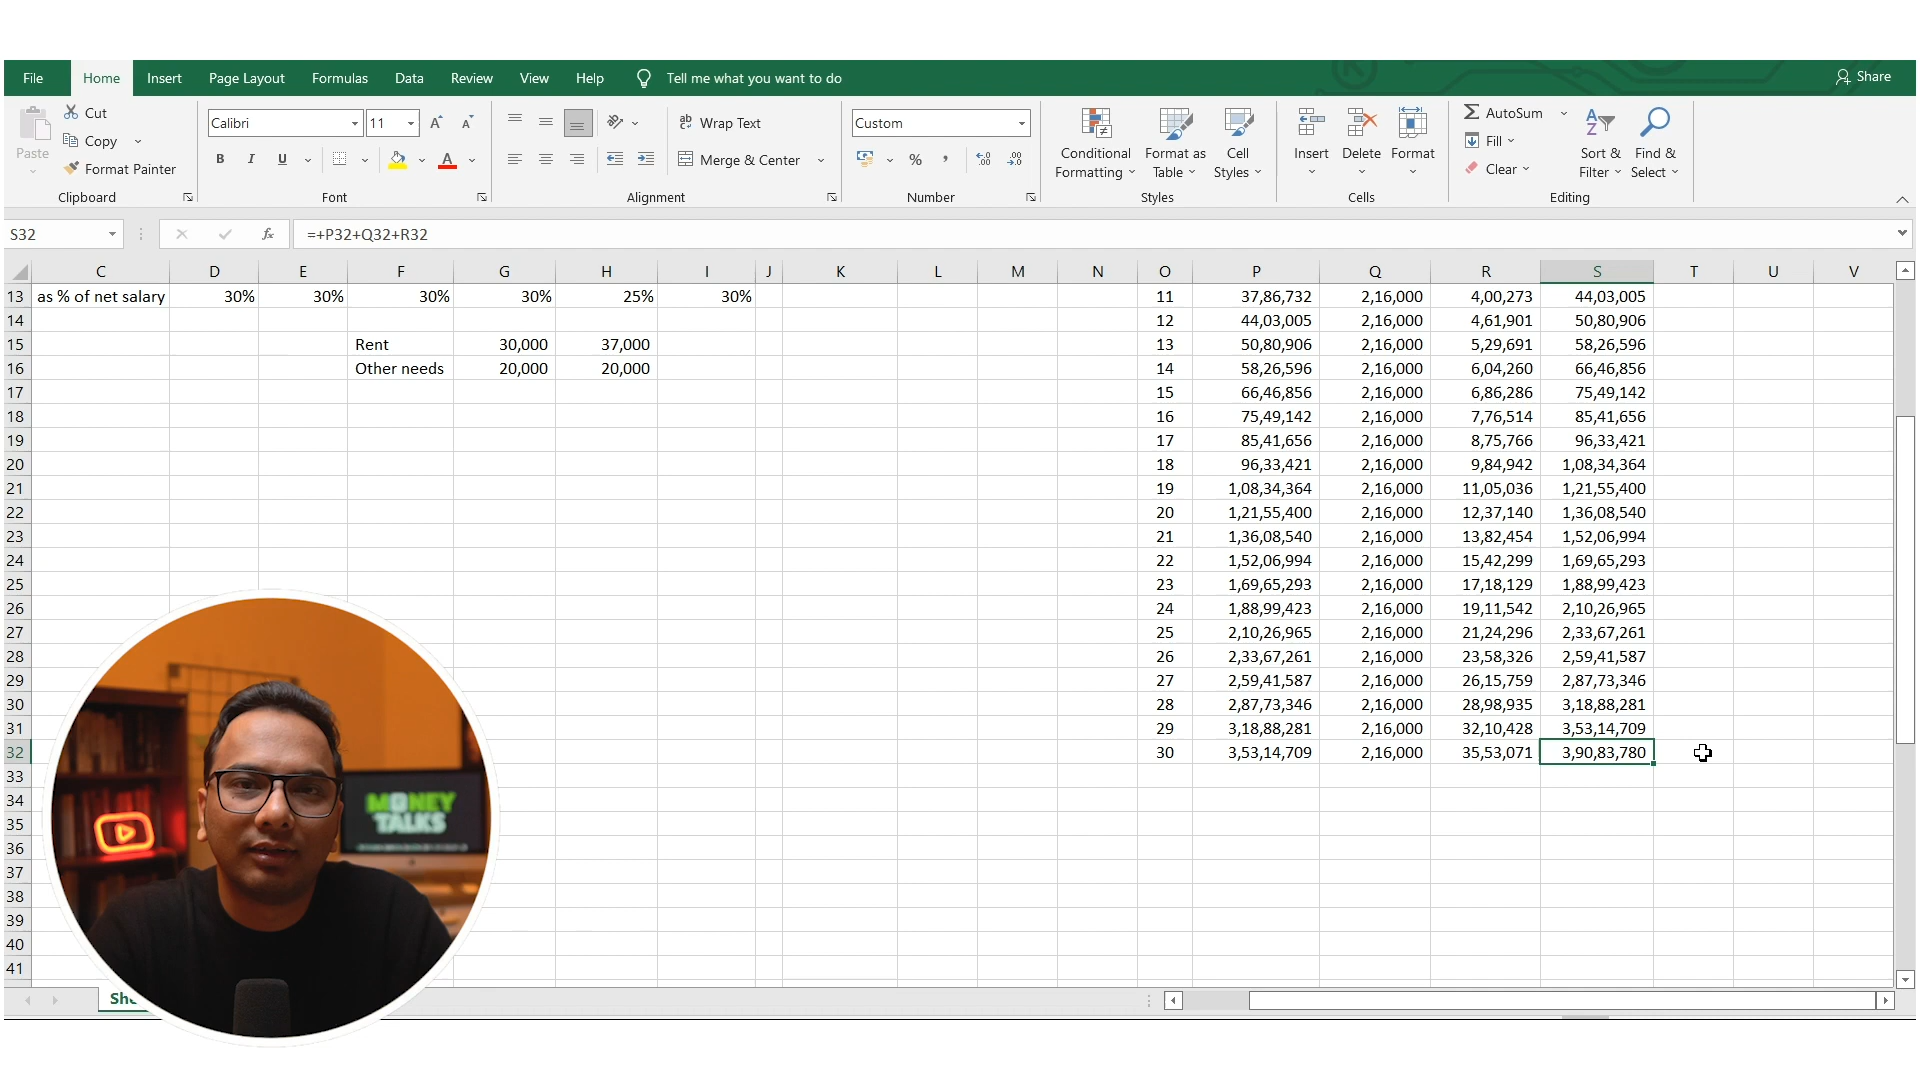 File Home Insert Page Layout Formulas Data Review View Help Tell me what you want to do Share
Paste Cut Copy Format Painter Clipboard
Calibri 11 B I U A A A Font
ab Wrap Text Merge & Center Alignment
Custom % , Number
Conditional Formatting Format as Table Cell Styles Styles
Insert Delete Format Cells
AutoSum Fill Clear Sort & Filter Find & Select Editing
S32 fx =+P32+Q32+R32
C D E F G H I J K L M N O P Q R S T U V
13 as % of net salary 30% 30% 30% 30% 25% 30% 11 37,86,732 2,16,000 4,00,273 44,03,005
14 12 44,03,005 2,16,000 4,61,901 50,80,906
15 Rent 30,000 37,000 13 50,80,906 2,16,000 5,29,691 58,26,596
16 Other needs 20,000 20,000 14 58,26,596 2,16,000 6,04,260 66,46,856
17 15 66,46,856 2,16,000 6,86,286 75,49,142
18 16 75,49,142 2,16,000 7,76,514 85,41,656
19 17 85,41,656 2,16,000 8,75,766 96,33,421
20 18 96,33,421 2,16,000 9,84,942 1,08,34,364
21 19 1,08,34,364 2,16,000 11,05,036 1,21,55,400
22 20 1,21,55,400 2,16,000 12,37,140 1,36,08,540
23 21 1,36,08,540 2,16,000 13,82,454 1,52,06,994
24 22 1,52,06,994 2,16,000 15,42,299 1,69,65,293
25 23 1,69,65,293 2,16,000 17,18,129 1,88,99,423
26 24 1,88,99,423 2,16,000 19,11,542 2,10,26,965
27 25 2,10,26,965 2,16,000 21,24,296 2,33,67,261
28 26 2,33,67,261 2,16,000 23,58,326 2,59,41,587
29 27 2,59,41,587 2,16,000 26,15,759 2,87,73,346
30 28 2,87,73,346 2,16,000 28,98,935 3,18,88,281
31 29 3,18,88,281 2,16,000 32,10,428 3,53,14,709
32 30 3,53,14,709 2,16,000 35,53,071 3,90,83,780
33
34
35
36
37
38
39
40
41
MONEY
TALKS